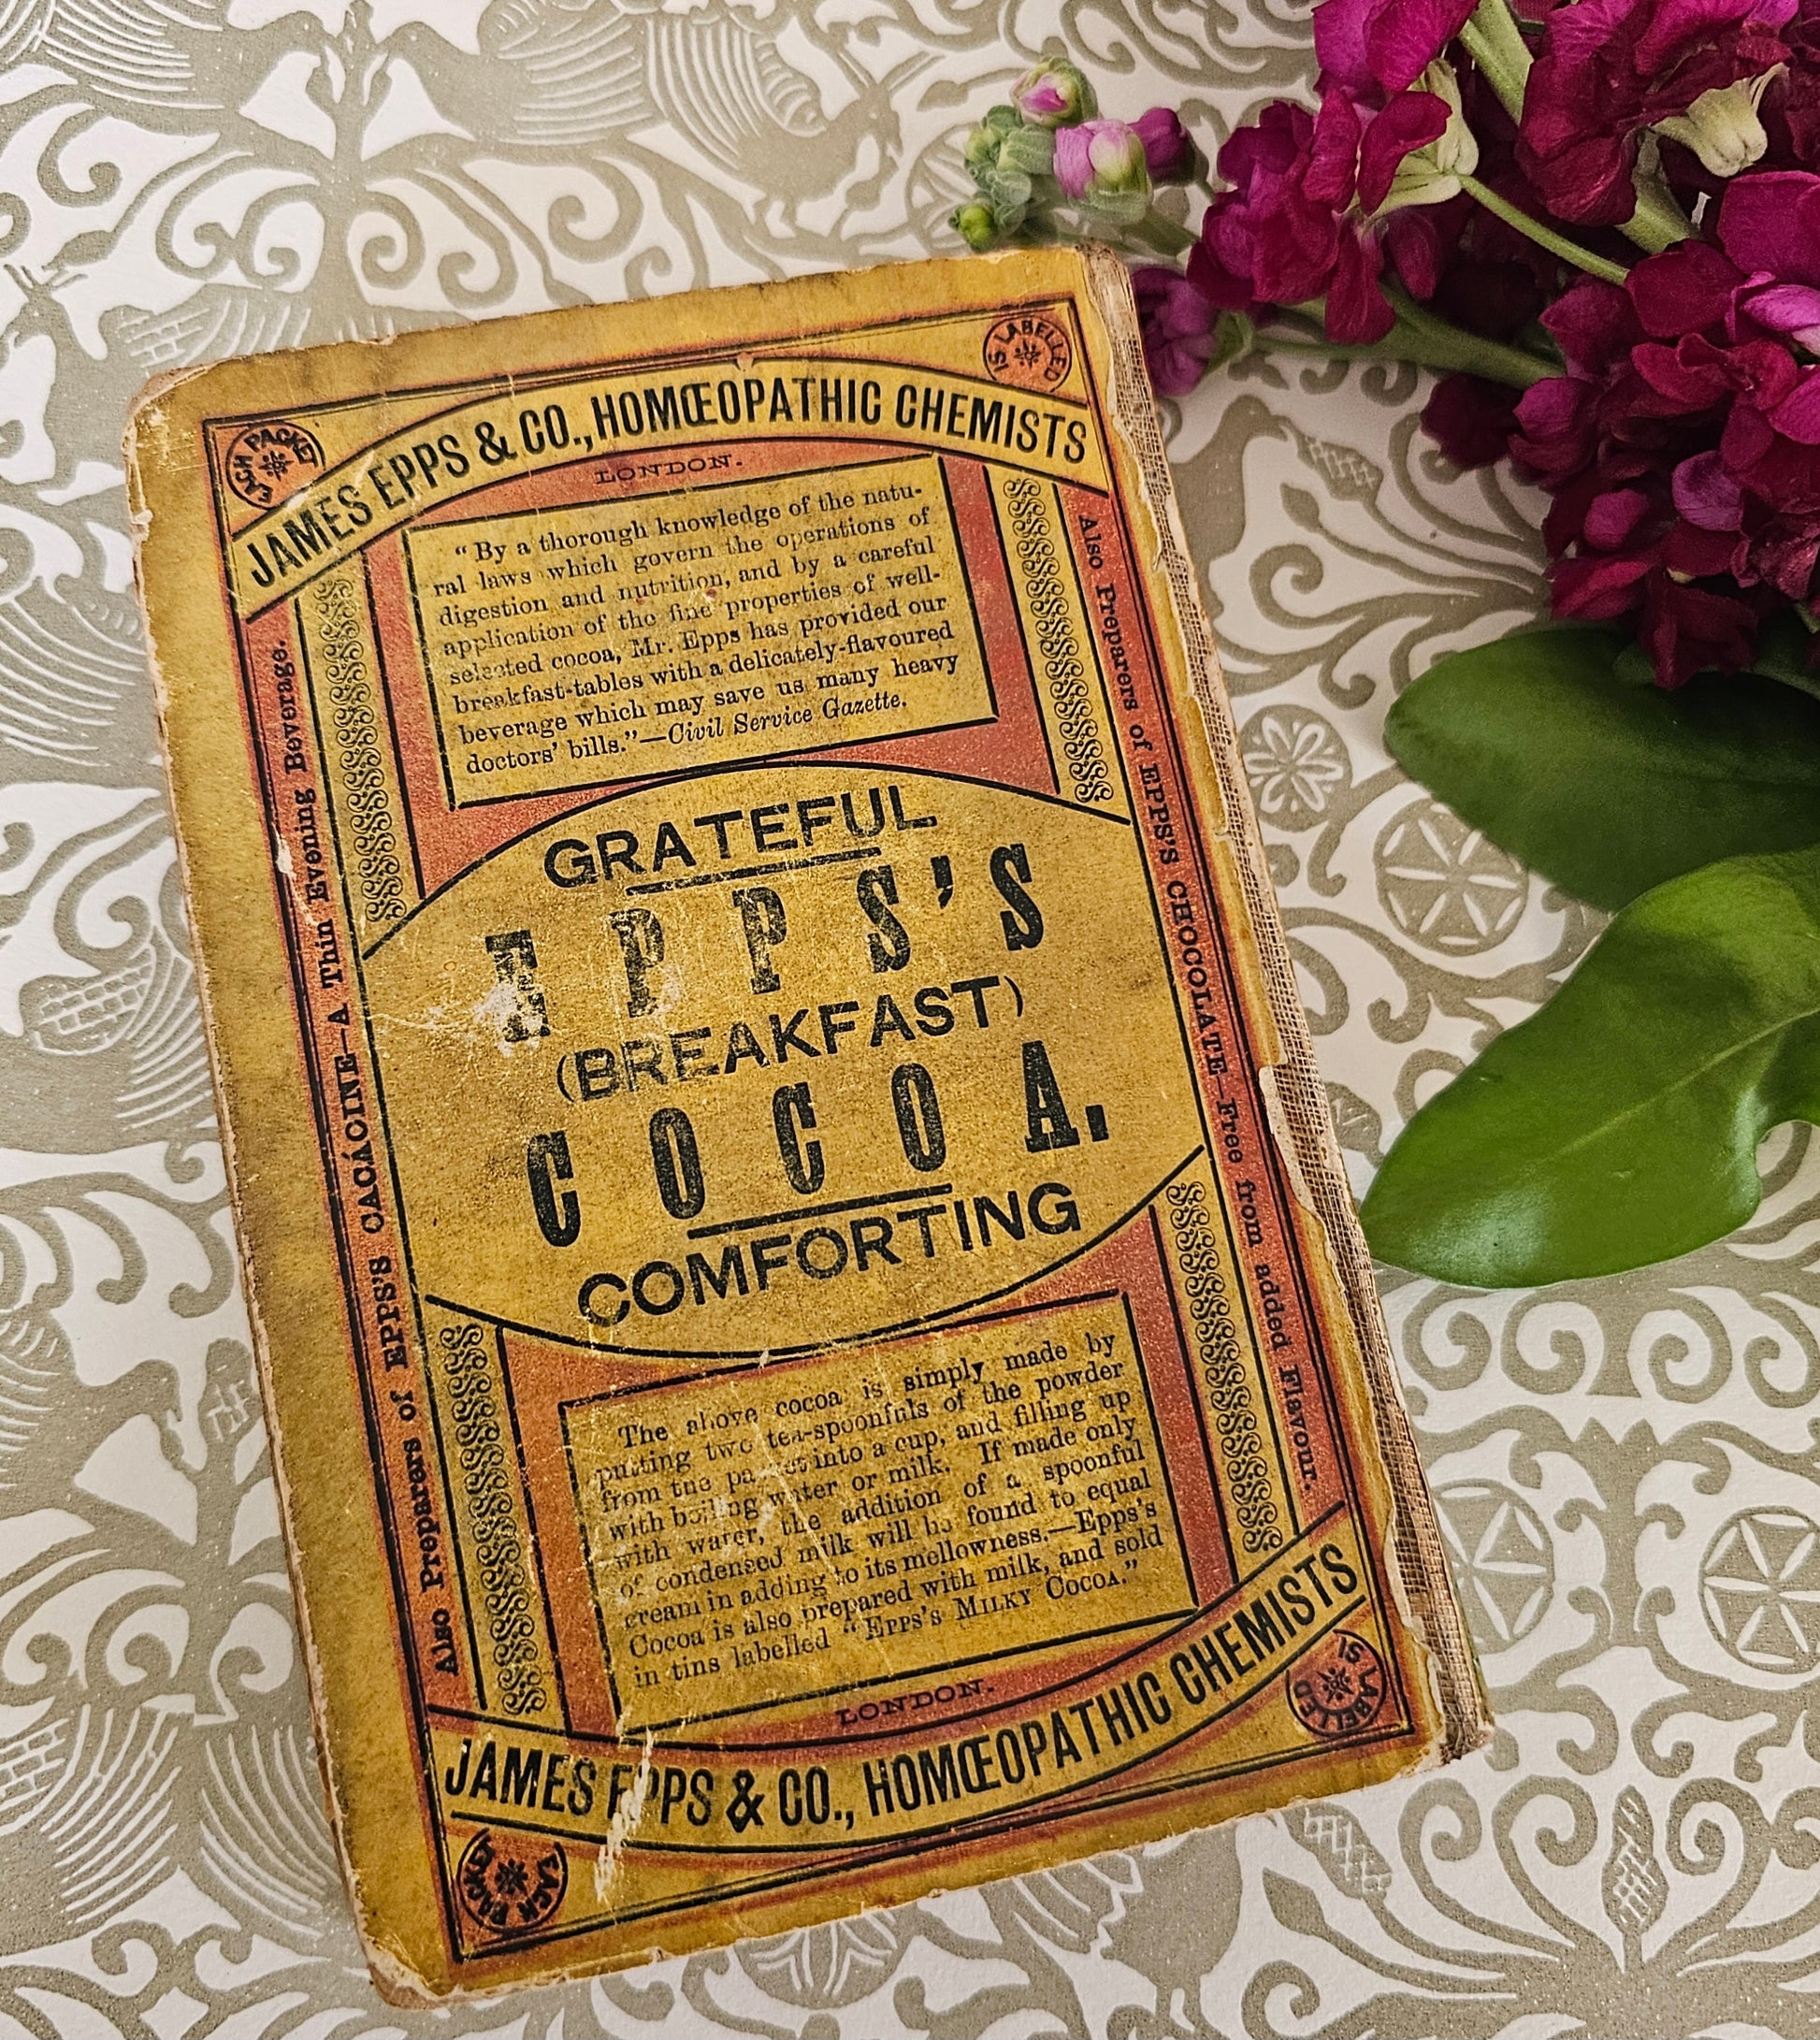 EACH PACKET
IS LABELLED
JAMES EPPS & CO., HOMŒOPATHIC CHEMISTS
LONDON.
“By a thorough knowledge of the natu-
ral laws which govern the operations of
digestion and nutrition, and by a careful
application of the fine properties of well-
selected cocoa, Mr. Epps has provided our
breakfast-tables with a delicately-flavoured
beverage which may save us many heavy
doctors’ bills.”—Civil Service Gazette.
Also Preparers of EPPS'S CACÁOINE—A Thin Evening Beverage.
Also Preparers of EPPS'S CHOCOLATE—Free from added Flavour.
GRATEFUL
EPPS’S
(BREAKFAST)
COCOA.
COMFORTING
The above cocoa is simply made by
putting two tea-spoonfuls of the powder
from the packet into a cup, and filling up
with boiling water or milk. If made only
with water, the addition of a spoonful
of condensed milk will be found to equal
cream in adding to its mellowness.—Epps’s
Cocoa is also prepared with milk, and sold
in tins labelled “EPPS’S MILKY COCOA.”
LONDON.
JAMES EPPS & CO., HOMŒOPATHIC CHEMISTS
EACH PACKET
IS LABELLED